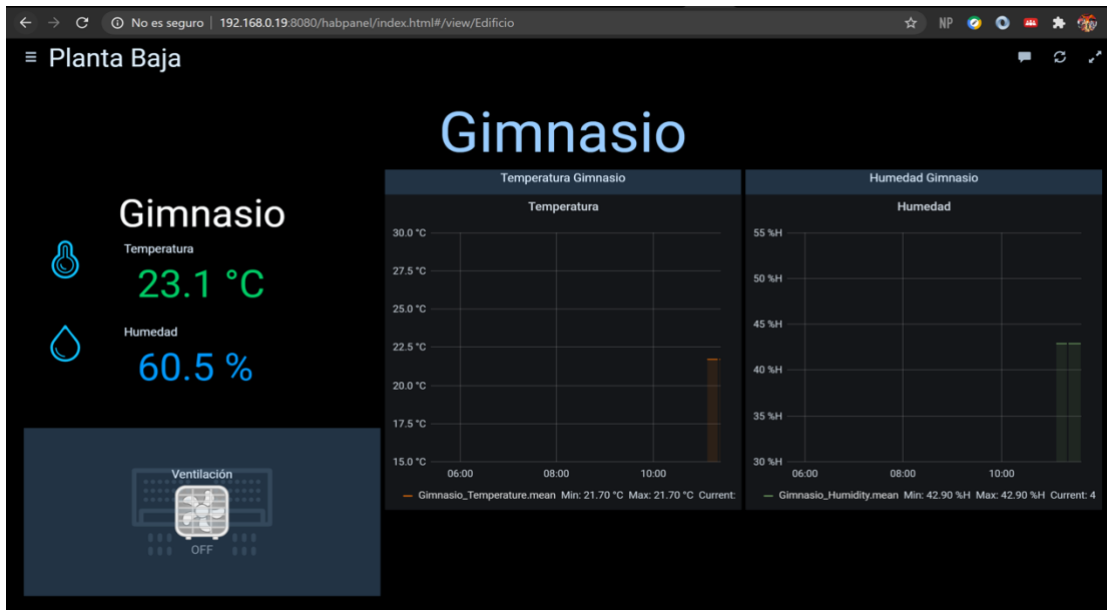 No es seguro | 192.168.0.19:8080/habpanel/index.html#/view/Edificio
NP
Planta Baja
Gimnasio
Gimnasio
Temperatura
23.1 °C
Humedad
60.5 %
Ventilación
OFF
Temperatura Gimnasio
Temperatura
30.0 °C
27.5 °C
25.0 °C
22.5 °C
20.0 °C
17.5 °C
15.0 °C
06:00 08:00 10:00
Gimnasio_Temperature.mean Min: 21.70 °C Max: 21.70 °C Current:
Humedad Gimnasio
Humedad
55 %H
50 %H
45 %H
40 %H
35 %H
30 %H
06:00 08:00 10:00
Gimnasio_Humidity.mean Min: 42.90 %H Max: 42.90 %H Current: 4